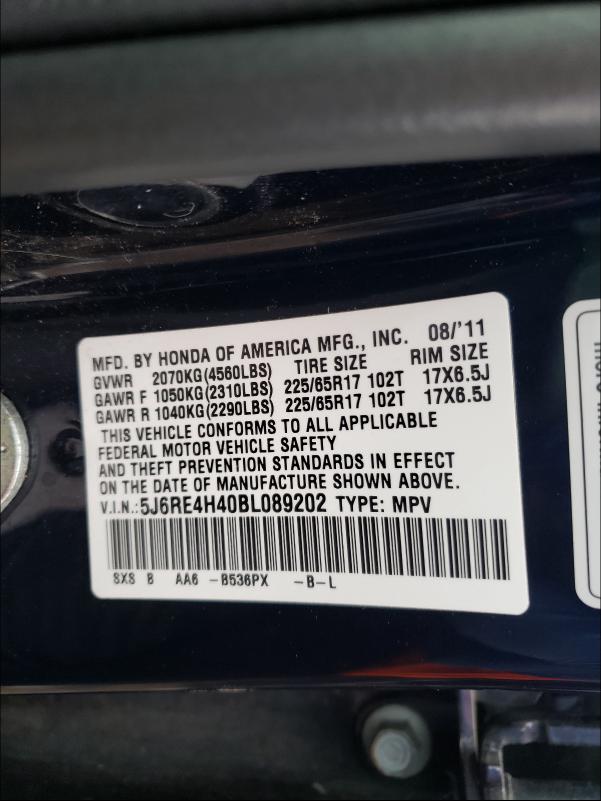 MFD. BY HONDA OF AMERICA MFG., INC. 08/'11
GVWR 2070KG(4560LBS) TIRE SIZE RIM SIZE
GAWR F 1050KG(2310LBS) 225/65R17 102T 17X6.5J
GAWR R 1040KG(2290LBS) 225/65R17 102T 17X6.5J
THIS VEHICLE CONFORMS TO ALL APPLICABLE
FEDERAL MOTOR VEHICLE SAFETY
AND THEFT PREVENTION STANDARDS IN EFFECT
ON THE DATE OF MANUFACTURE SHOWN ABOVE.
V.I.N.:5J6RE4H40BL089202 TYPE: MPV
SXS B AA6 -B536PX -B-L